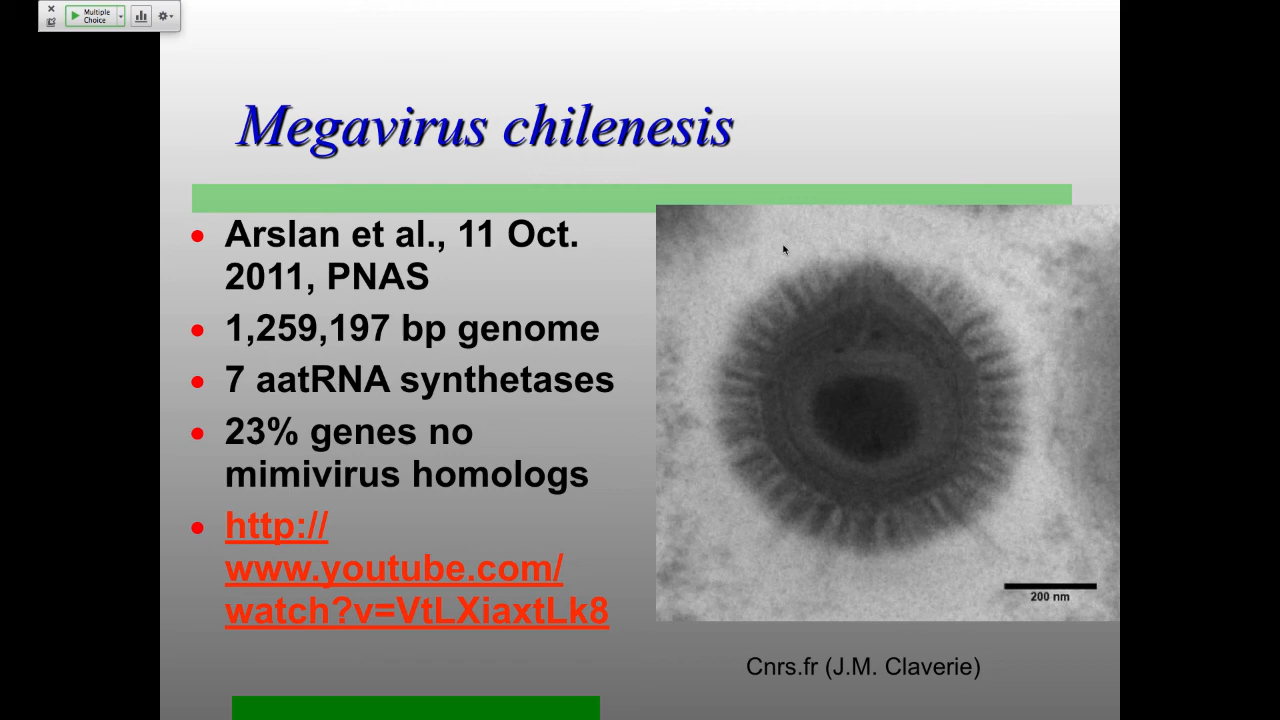 Multiple
Choice
Megavirus chilenesis
Arslan et al., 11 Oct.
2011, PNAS
1,259,197 bp genome
7 aatRNA synthetases
23% genes no
mimivirus homologs
http://
www.youtube.com/
watch?v=VtLXiaxtLk8
200 nm
Cnrs.fr (J.M. Claverie)